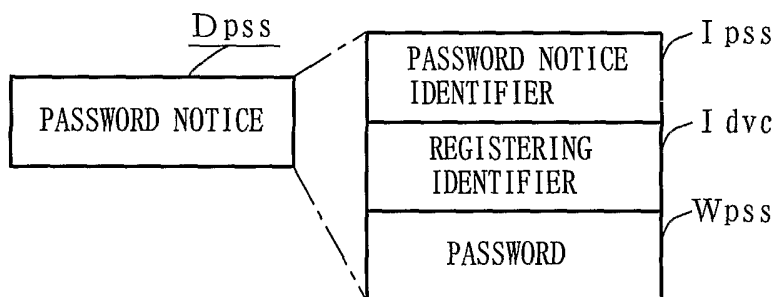 Dpss
PASSWORD NOTICE
PASSWORD NOTICE
IDENTIFIER
I pss
REGISTERING
IDENTIFIER
I dvc
PASSWORD
Wpss